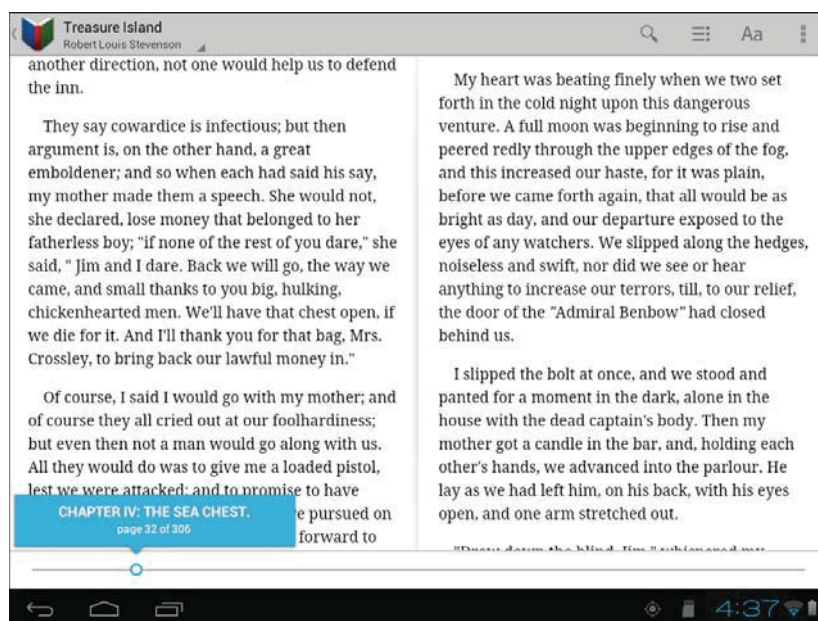 Treasure Island
Robert Louis Stevenson
Aa
another direction, not one would help us to defend
the inn.
They say cowardice is infectious; but then
argument is, on the other hand, a great
emboldener; and so when each had said his say,
my mother made them a speech. She would not,
she declared, lose money that belonged to her
fatherless boy; "if none of the rest of you dare," she
said, " Jim and I dare. Back we will go, the way we
came, and small thanks to you big, hulking,
chickenhearted men. We'll have that chest open, if
we die for it. And I'll thank you for that bag, Mrs.
Crossley, to bring back our lawful money in."
Of course, I said I would go with my mother; and
of course they all cried out at our foolhardiness;
but even then not a man would go along with us.
All they would do was to give me a loaded pistol,
lest we were attacked; and to promise to have
pursued on
forward to
CHAPTER IV: THE SEA CHEST.
page 32 of 306
My heart was beating finely when we two set
forth in the cold night upon this dangerous
venture. A full moon was beginning to rise and
peered redly through the upper edges of the fog,
and this increased our haste, for it was plain,
before we came forth again, that all would be as
bright as day, and our departure exposed to the
eyes of any watchers. We slipped along the hedges,
noiseless and swift, nor did we see or hear
anything to increase our terrors, till, to our relief,
the door of the "Admiral Benbow" had closed
behind us.
I slipped the bolt at once, and we stood and
panted for a moment in the dark, alone in the
house with the dead captain's body. Then my
mother got a candle in the bar, and, holding each
other's hands, we advanced into the parlour. He
lay as we had left him, on his back, with his eyes
open, and one arm stretched out.
"Draw down the blind, Jim," whispered my
4:37